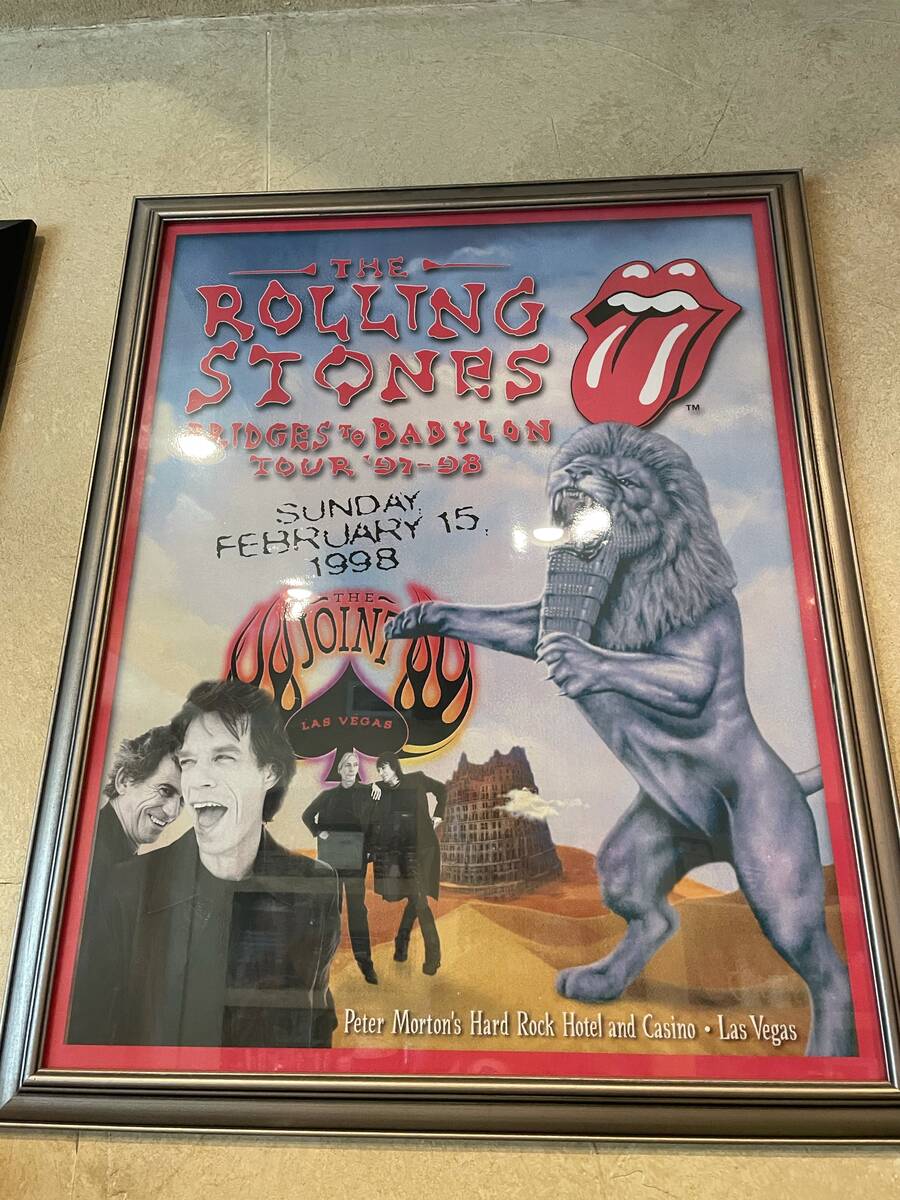 THE
ROLLING
STONES
BRIDGES TO BABYLON
TOUR '97-98
TM
SUNDAY,
FEBRUARY 15,
1998
THE
JOINT
LAS VEGAS
Peter Morton's Hard Rock Hotel and Casino • Las Vegas